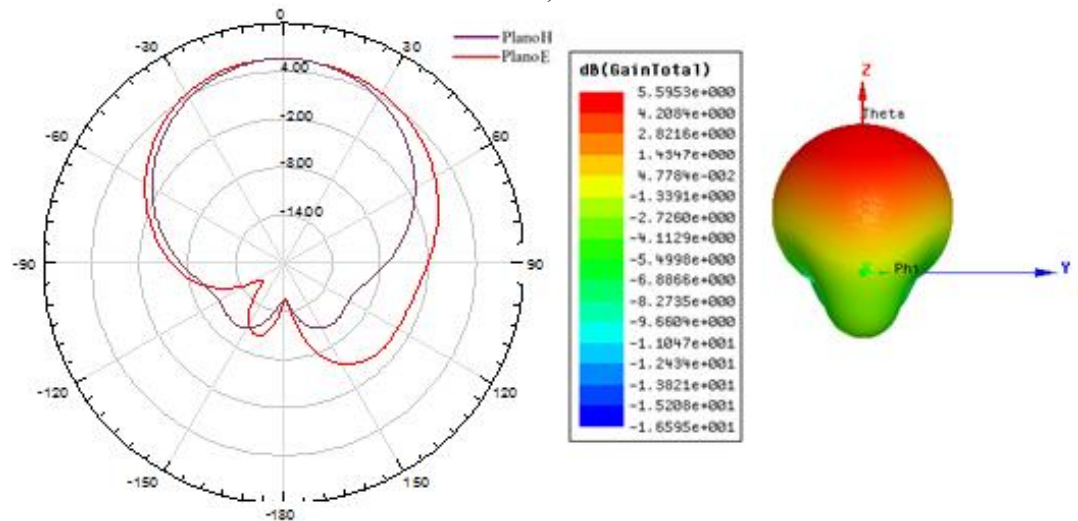 0
-30
30
PlanoH
PlanoE
4.00
-60
60
-2.00
-8.00
-14.00
-90
90
-120
120
-150
150
-180
dB(GainTotal)
5.5953e+000
4.2084e+000
2.8216e+000
1.4347e+000
4.7784e-002
-1.3391e+000
-2.7260e+000
-4.1129e+000
-5.4998e+000
-6.8866e+000
-8.2735e+000
-9.6604e+000
-1.1047e+001
-1.2434e+001
-1.3821e+001
-1.5208e+001
-1.6595e+001
Z
Theta
Phi
Y